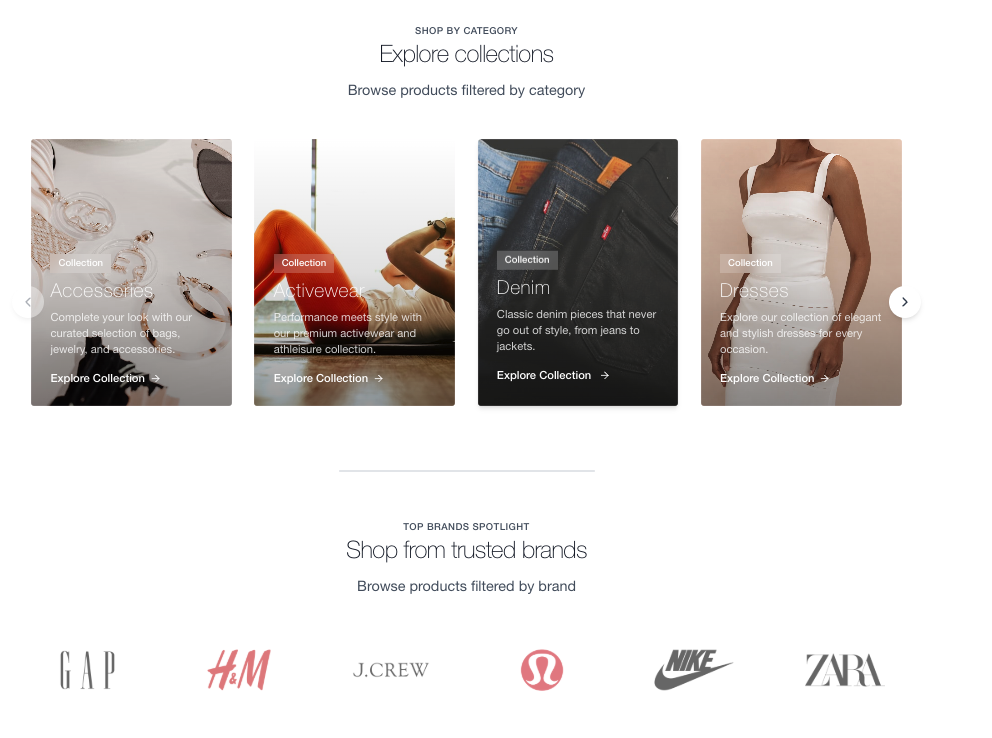 SHOP BY CATEGORY
Explore collections
Browse products filtered by category
Collection
Accessories
Complete your look with our
curated selection of bags,
jewelry, and accessories.
Explore Collection →
Collection
Activewear
Performance meets style with
our premium activewear and
athleisure collection.
Explore Collection →
Collection
Denim
Classic denim pieces that never
go out of style, from jeans to
jackets.
Explore Collection →
Collection
Dresses
Explore our collection of elegant
and stylish dresses for every
occasion.
Explore Collection →
TOP BRANDS SPOTLIGHT
Shop from trusted brands
Browse products filtered by brand
GAP
H&M
J.CREW
NIKE
ZARA